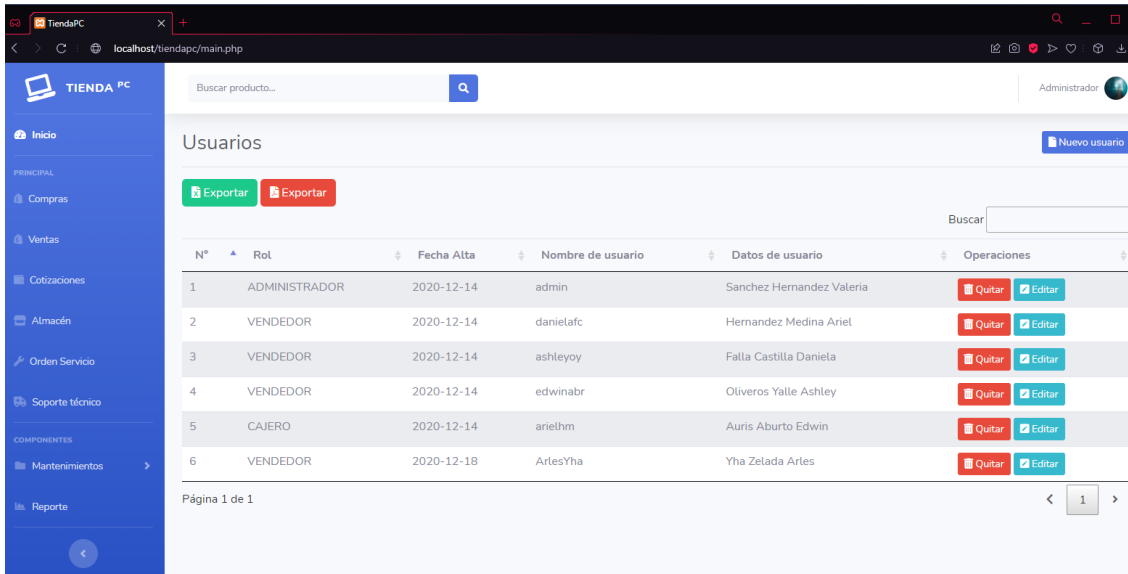 TiendaPC
localhost/tiendapc/main.php
TIENDA PC
Buscar producto...
Administrador
Inicio
PRINCIPAL
Compras
Ventas
Cotizaciones
Almacén
Orden Servicio
Soporte técnico
COMPONENTES
Mantenimientos
Reporte
Usuarios
Nuevo usuario
Exportar Exportar
Buscar
N° Rol Fecha Alta Nombre de usuario Datos de usuario Operaciones
1 ADMINISTRADOR 2020-12-14 admin Sanchez Hernandez Valeria Quitar Editar
2 VENDEDOR 2020-12-14 danielafc Hernandez Medina Ariel Quitar Editar
3 VENDEDOR 2020-12-14 ashleyoy Falla Castilla Daniela Quitar Editar
4 VENDEDOR 2020-12-14 edwinabr Oliveros Yalle Ashley Quitar Editar
5 CAJERO 2020-12-14 arielhm Auris Aburto Edwin Quitar Editar
6 VENDEDOR 2020-12-18 ArlesYha Yha Zelada Arles Quitar Editar
Página 1 de 1
1